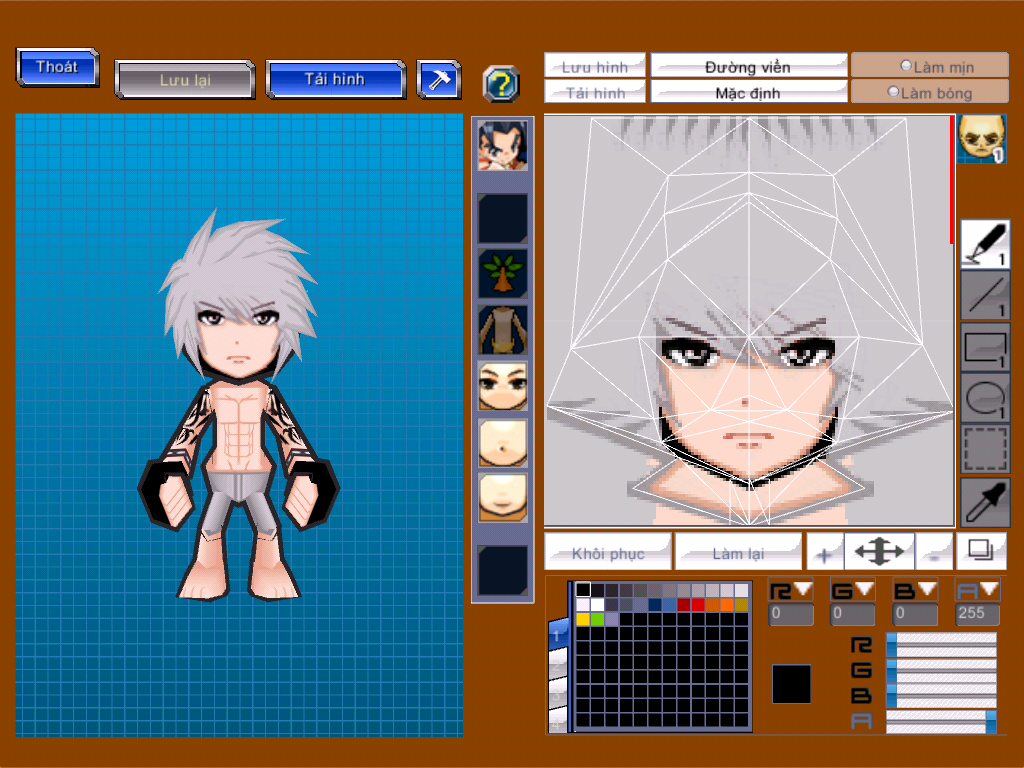 Thoát
Lưu lại
Tải hình
Lưu hình
Đường viền
Làm mịn
Tải hình
Mặc định
Làm bóng
1
1
1
1
1
Khôi phục
Làm lại
+
-
R G B A
0 0 0 255
1
R
G
B
A